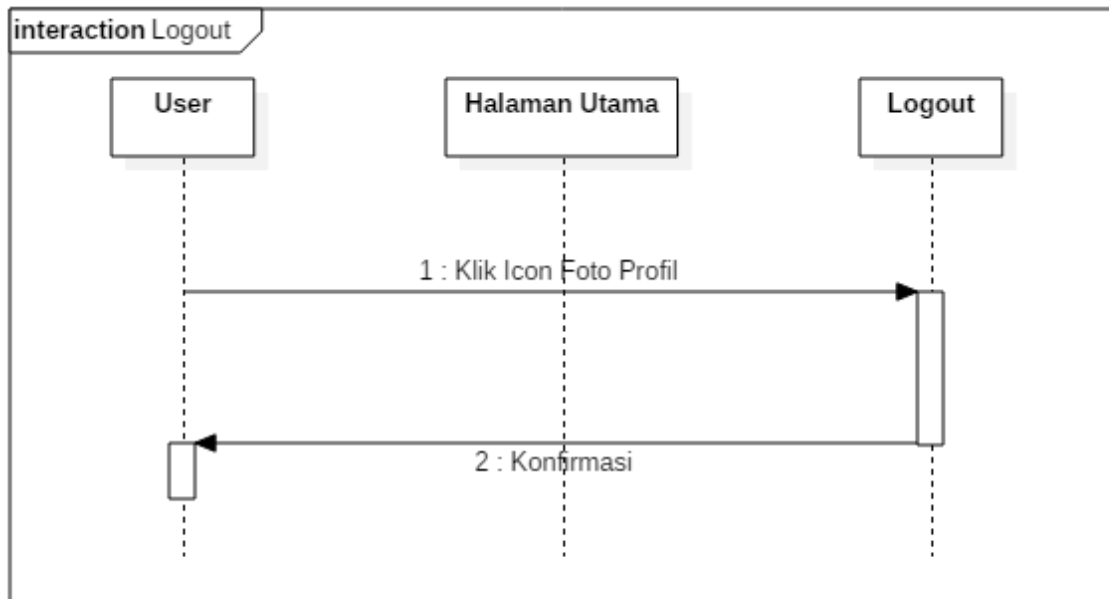 interaction Logout
User
Halaman Utama
Logout
1 : Klik Icon Foto Profil
2 : Konfirmasi